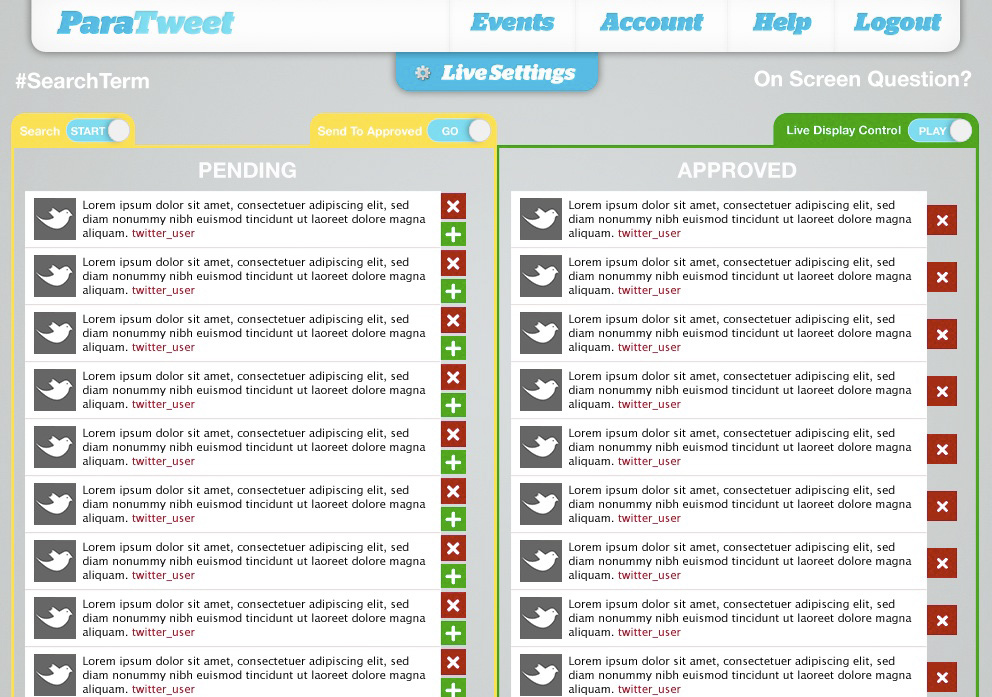 ParaTweet
Events
Account
Help
Logout
Live Settings
#SearchTerm
On Screen Question?
Search START
Send To Approved GO
Live Display Control PLAY
PENDING
Lorem ipsum dolor sit amet, consectetuer adipiscing elit, sed
diam nonummy nibh euismod tincidunt ut laoreet dolore magna
aliquam. twitter_user
Lorem ipsum dolor sit amet, consectetuer adipiscing elit, sed
diam nonummy nibh euismod tincidunt ut laoreet dolore magna
aliquam. twitter_user
Lorem ipsum dolor sit amet, consectetuer adipiscing elit, sed
diam nonummy nibh euismod tincidunt ut laoreet dolore magna
aliquam. twitter_user
Lorem ipsum dolor sit amet, consectetuer adipiscing elit, sed
diam nonummy nibh euismod tincidunt ut laoreet dolore magna
aliquam. twitter_user
Lorem ipsum dolor sit amet, consectetuer adipiscing elit, sed
diam nonummy nibh euismod tincidunt ut laoreet dolore magna
aliquam. twitter_user
Lorem ipsum dolor sit amet, consectetuer adipiscing elit, sed
diam nonummy nibh euismod tincidunt ut laoreet dolore magna
aliquam. twitter_user
Lorem ipsum dolor sit amet, consectetuer adipiscing elit, sed
diam nonummy nibh euismod tincidunt ut laoreet dolore magna
aliquam. twitter_user
Lorem ipsum dolor sit amet, consectetuer adipiscing elit, sed
diam nonummy nibh euismod tincidunt ut laoreet dolore magna
aliquam. twitter_user
Lorem ipsum dolor sit amet, consectetuer adipiscing elit, sed
diam nonummy nibh euismod tincidunt ut laoreet dolore magna
aliquam. twitter_user
APPROVED
Lorem ipsum dolor sit amet, consectetuer adipiscing elit, sed
diam nonummy nibh euismod tincidunt ut laoreet dolore magna
aliquam. twitter_user
Lorem ipsum dolor sit amet, consectetuer adipiscing elit, sed
diam nonummy nibh euismod tincidunt ut laoreet dolore magna
aliquam. twitter_user
Lorem ipsum dolor sit amet, consectetuer adipiscing elit, sed
diam nonummy nibh euismod tincidunt ut laoreet dolore magna
aliquam. twitter_user
Lorem ipsum dolor sit amet, consectetuer adipiscing elit, sed
diam nonummy nibh euismod tincidunt ut laoreet dolore magna
aliquam. twitter_user
Lorem ipsum dolor sit amet, consectetuer adipiscing elit, sed
diam nonummy nibh euismod tincidunt ut laoreet dolore magna
aliquam. twitter_user
Lorem ipsum dolor sit amet, consectetuer adipiscing elit, sed
diam nonummy nibh euismod tincidunt ut laoreet dolore magna
aliquam. twitter_user
Lorem ipsum dolor sit amet, consectetuer adipiscing elit, sed
diam nonummy nibh euismod tincidunt ut laoreet dolore magna
aliquam. twitter_user
Lorem ipsum dolor sit amet, consectetuer adipiscing elit, sed
diam nonummy nibh euismod tincidunt ut laoreet dolore magna
aliquam. twitter_user
Lorem ipsum dolor sit amet, consectetuer adipiscing elit, sed
diam nonummy nibh euismod tincidunt ut laoreet dolore magna
aliquam. twitter_user